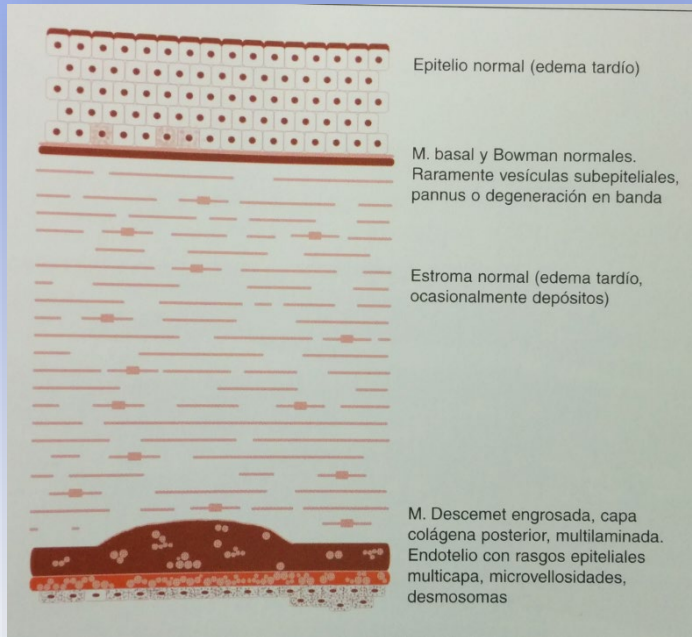 Epitelio normal (edema tardío)
M. basal y Bowman normales.
Raramente vesículas subepiteliales,
pannus o degeneración en banda
Estroma normal (edema tardío,
ocasionalmente depósitos)
M. Descemet engrosada, capa
colágena posterior, multilaminada.
Endotelio con rasgos epiteliales
multicapa, microvellosidades,
desmosomas